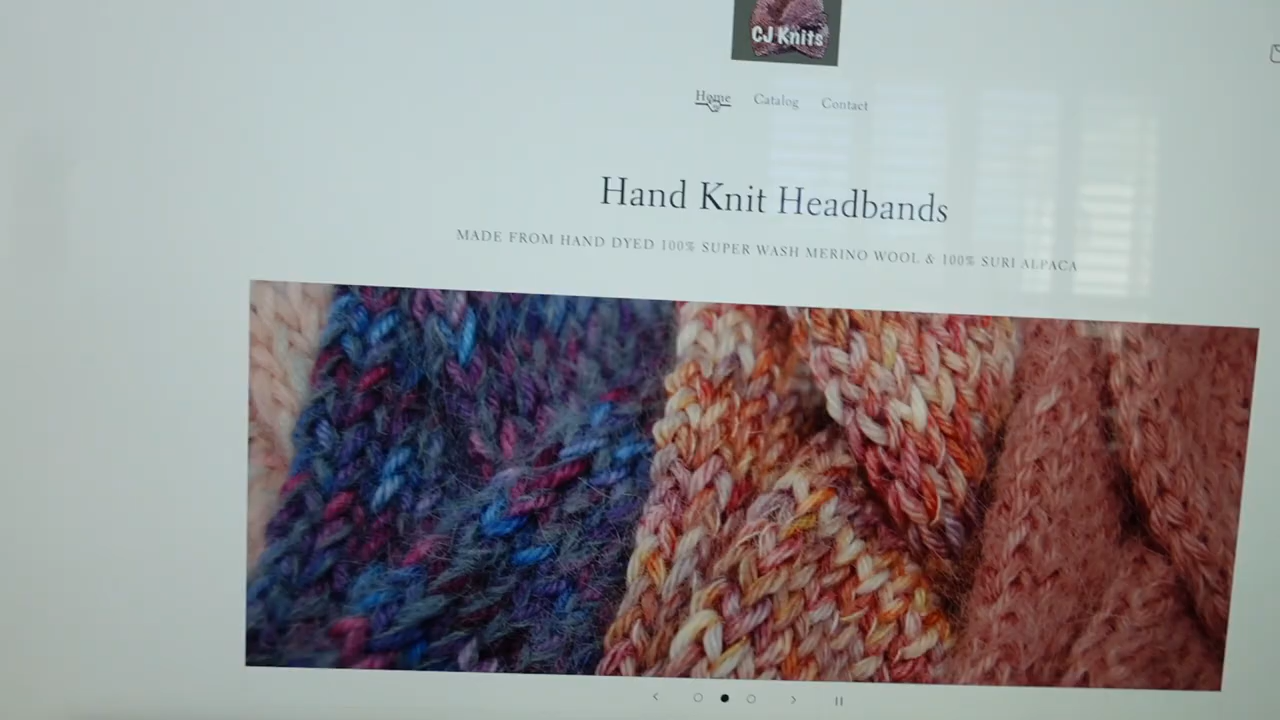 CJ Knits
Home Catalog Contact
Hand Knit Headbands
MADE FROM HAND DYED 100% SUPER WASH MERINO WOOL & 100% SURI ALPACA